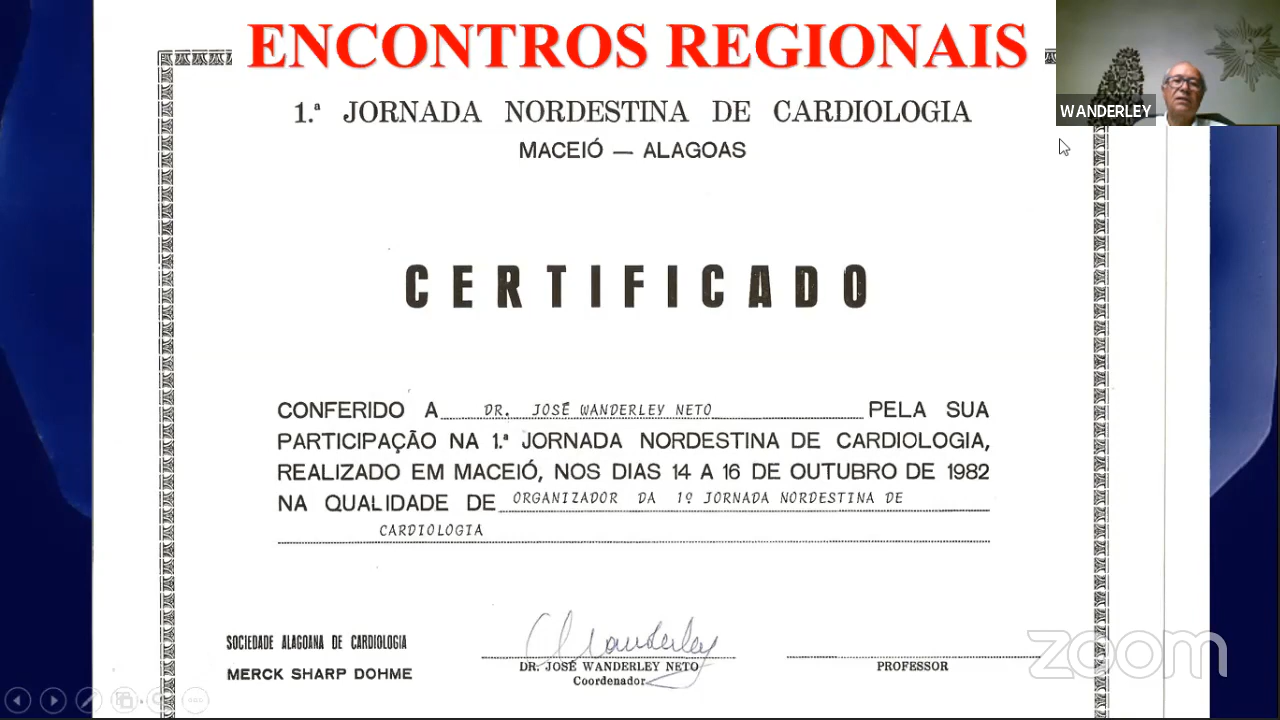 ENCONTROS REGIONAIS
WANDERLEY
1.ª JORNADA NORDESTINA DE CARDIOLOGIA
MACEIÓ — ALAGOAS
CERTIFICADO
CONFERIDO A DR. JOSÉ WANDERLEY NETO PELA SUA
PARTICIPAÇÃO NA 1.ª JORNADA NORDESTINA DE CARDIOLOGIA,
REALIZADO EM MACEIÓ, NOS DIAS 14 A 16 DE OUTUBRO DE 1982
NA QUALIDADE DE ORGANIZADOR DA 1º JORNADA NORDESTINA DE
CARDIOLOGIA
SOCIEDADE ALAGOANA DE CARDIOLOGIA
MERCK SHARP DOHME
Wanderley
DR. JOSÉ WANDERLEY NETO
Coordenador
PROFESSOR
zoom